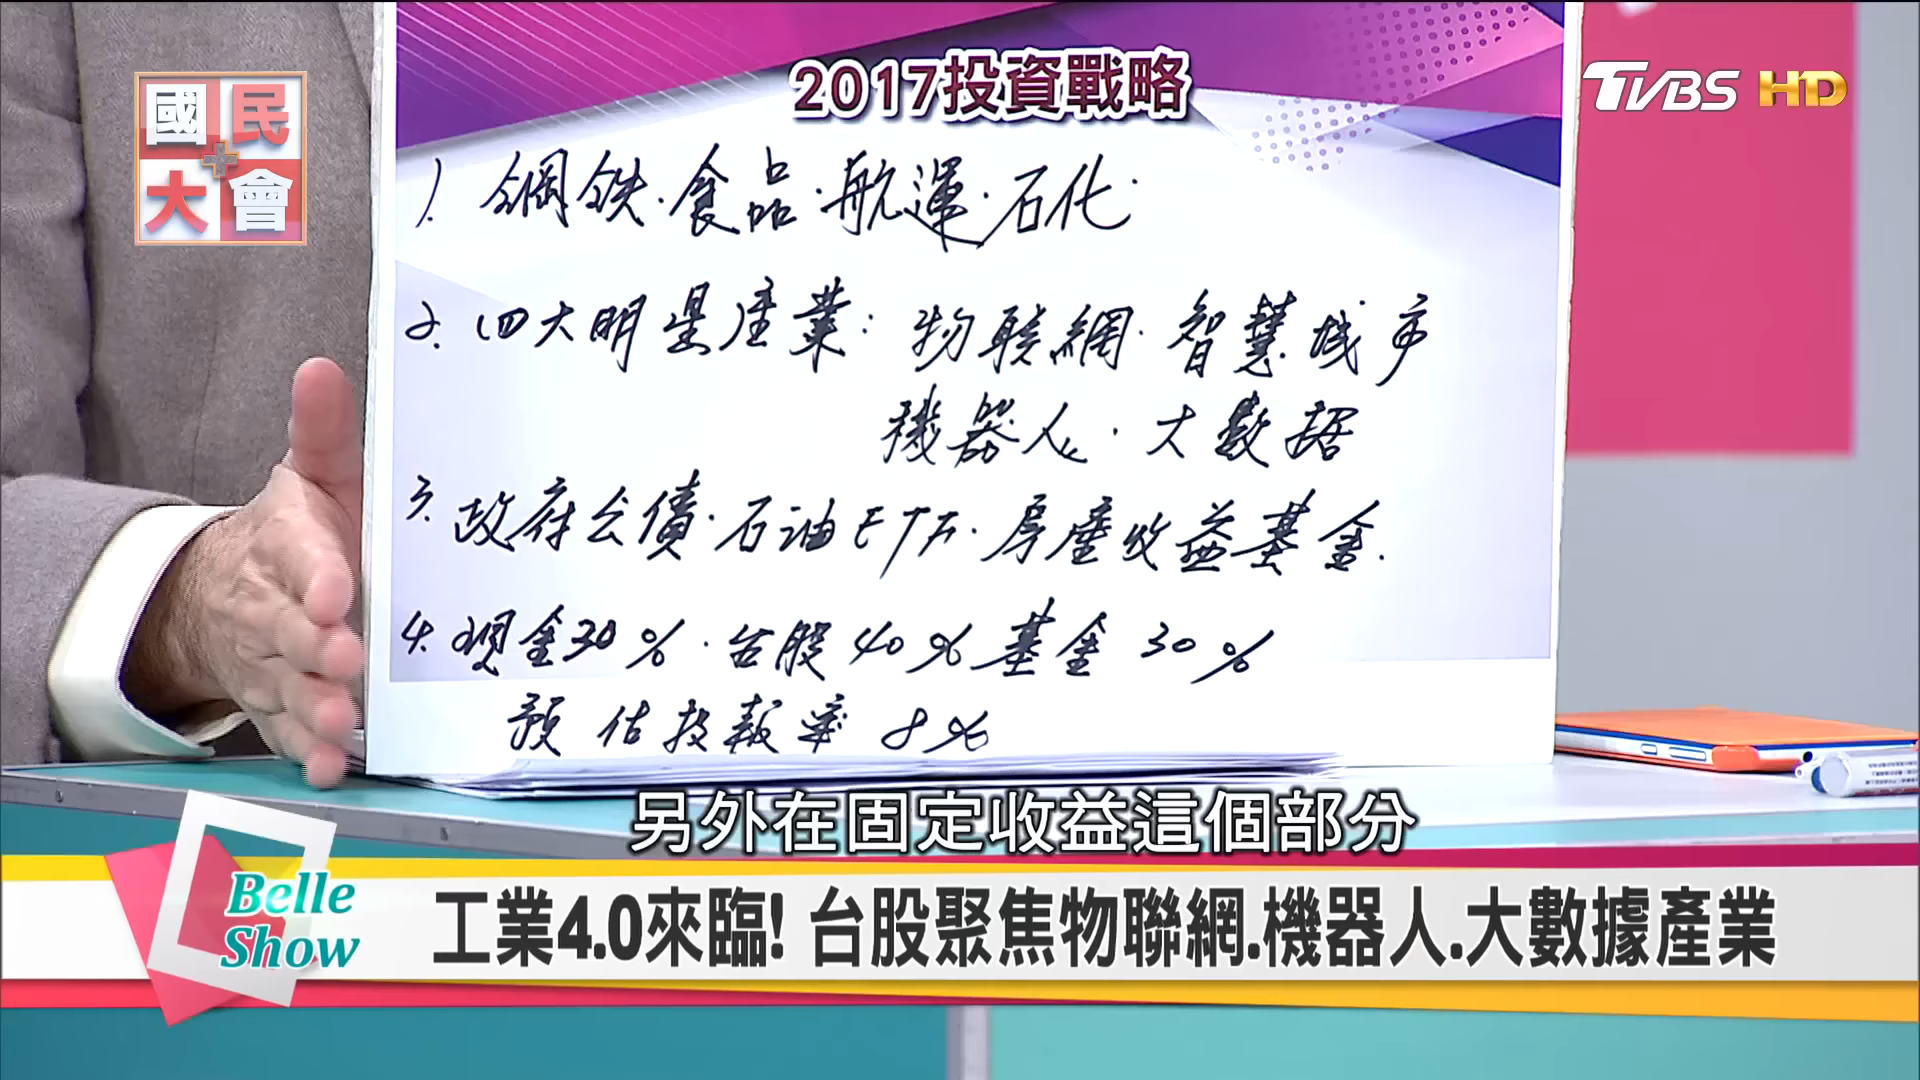 國民
大會
TVBS HD
2017投資戰略
1. 鋼鉄·食品·航運·石化·
2. 四大明星產業:物联網·智慧城市
機器人·大數据
3. 政府公債·石油ETF·房產收益基金.
4. 現金30%·台股40%基金30%
預估投報率8%
另外在固定收益這個部分
Belle
Show
工業4.0來臨! 台股聚焦物聯網.機器人.大數據產業